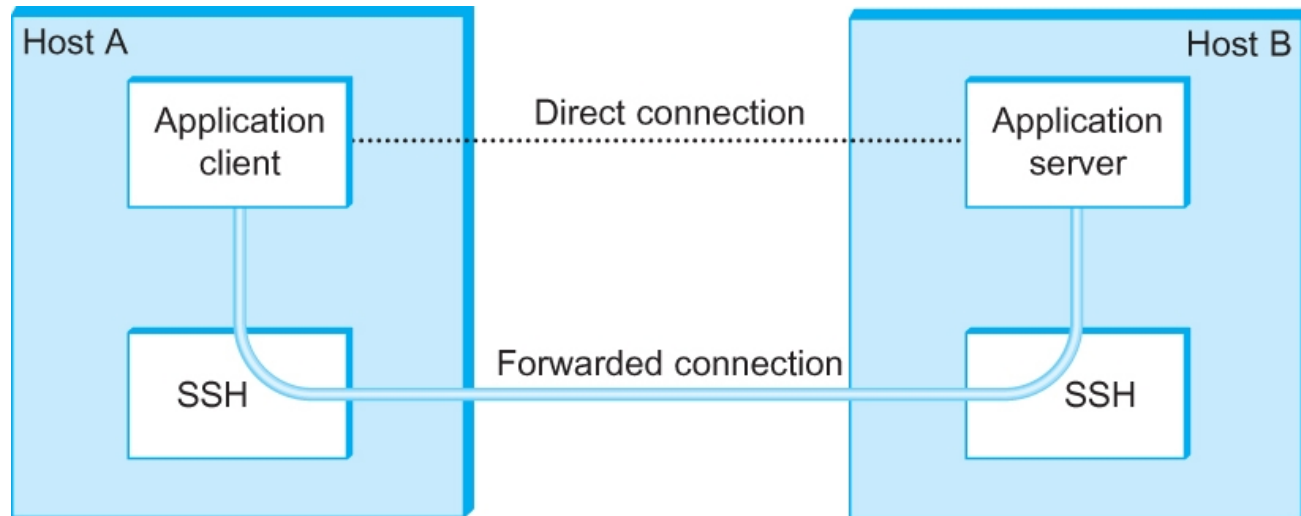 Host A
Host B
Application
client
Direct connection
Application
server
SSH
Forwarded connection
SSH